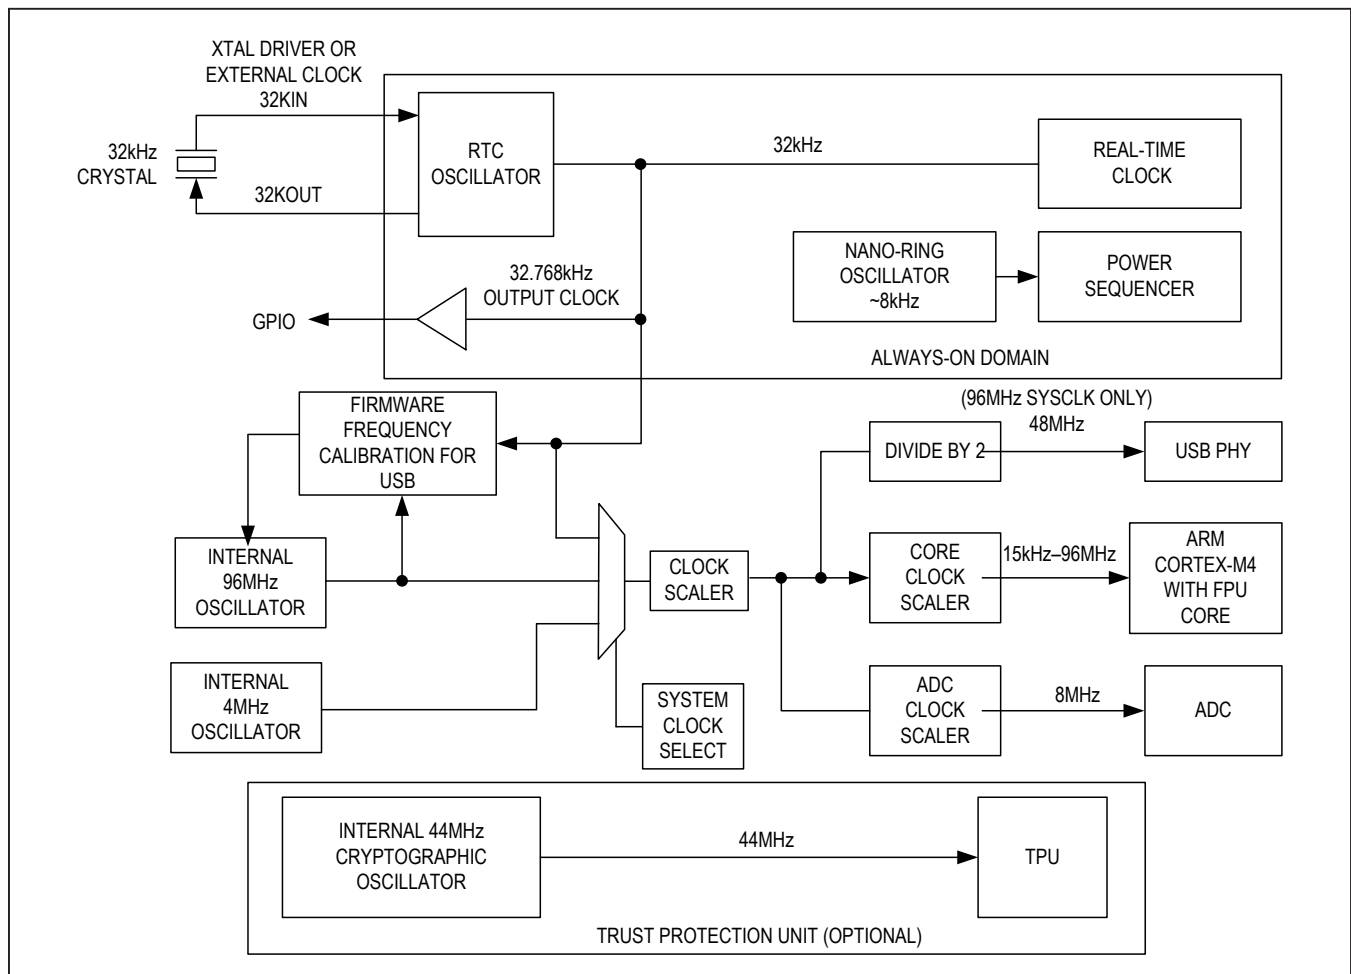 XTAL DRIVER OR
EXTERNAL CLOCK
32KIN
32kHz
CRYSTAL
32KOUT
RTC
OSCILLATOR
32kHz
REAL-TIME
CLOCK
NANO-RING
OSCILLATOR
~8kHz
POWER
SEQUENCER
32.768kHz
OUTPUT CLOCK
GPIO
ALWAYS-ON DOMAIN
FIRMWARE
FREQUENCY
CALIBRATION FOR
USB
(96MHz SYSCLK ONLY)
48MHz
DIVIDE BY 2
USB PHY
INTERNAL
96MHz
OSCILLATOR
CLOCK
SCALER
CORE
CLOCK
SCALER
15kHz–96MHz
ARM
CORTEX-M4
WITH FPU
CORE
INTERNAL
4MHz
OSCILLATOR
SYSTEM
CLOCK
SELECT
ADC
CLOCK
SCALER
8MHz
ADC
INTERNAL 44MHz
CRYPTOGRAPHIC
OSCILLATOR
44MHz
TPU
TRUST PROTECTION UNIT (OPTIONAL)